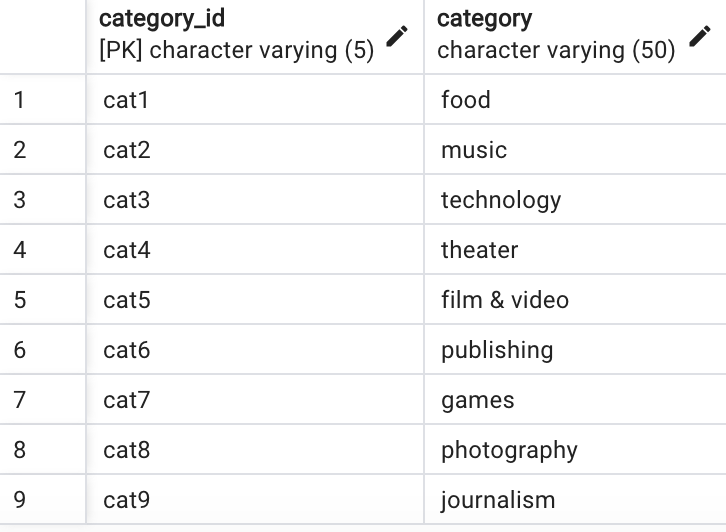 category_id category
[PK] character varying (5) character varying (50)
1 cat1 food
2 cat2 music
3 cat3 technology
4 cat4 theater
5 cat5 film & video
6 cat6 publishing
7 cat7 games
8 cat8 photography
9 cat9 journalism